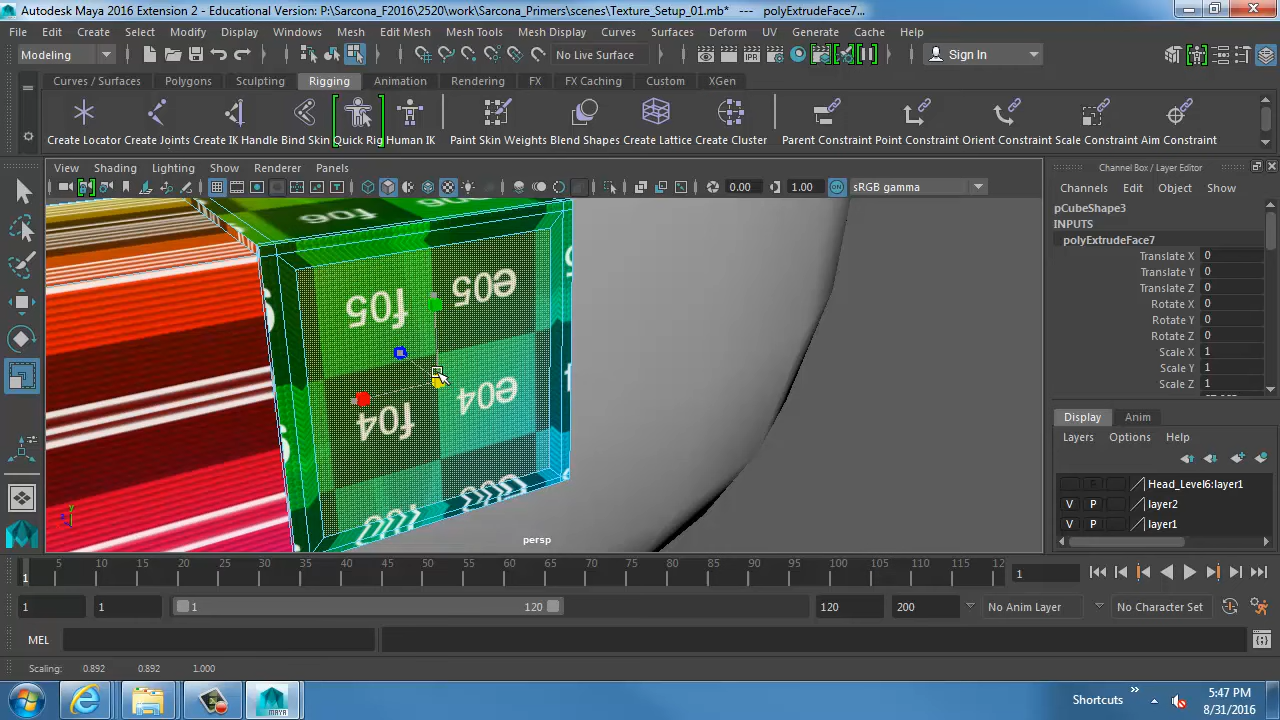 Autodesk Maya 2016 Extension 2 - Educational Version: P:\Sarcona_F2016\2520\work\Sarcona_Primers\scenes\Texture_Setup_01.mb* --- polyExtrudeFace7...
File Edit Create Select Modify Display Windows Mesh Edit Mesh Mesh Tools Mesh Display Curves Surfaces Deform UV Generate Cache Help
Modeling No Live Surface Sign In
Curves / Surfaces Polygons Sculpting Rigging Animation Rendering FX FX Caching Custom XGen
Create Locator Create Joints Create IK Handle Bind Skin Quick Rig Human IK Paint Skin Weights Blend Shapes Create Lattice Create Cluster Parent Constraint Point Constraint Orient Constraint Scale Constraint Aim Constraint
View Shading Lighting Show Renderer Panels
0.00 1.00 sRGB gamma
Channel Box / Layer Editor
Channels Edit Object Show
pCubeShape3
INPUTS
polyExtrudeFace7
Translate X 0
Translate Y 0
Translate Z 0
Rotate X 0
Rotate Y 0
Rotate Z 0
Scale X 1
Scale Y 1
Scale Z 1
Display Anim
Layers Options Help
P Head_Level6:layer1
V P layer2
V P layer1
f06
f05 e05
f04 e04
persp
5 10 15 20 25 30 35 40 45 50 55 60 65 70 75 80 85 90 95 100 105 110 115 12
1 1
1 1 1 120 120 200 No Anim Layer No Character Set
MEL
Scaling: 0.892 0.892 1.000
MAYA
Shortcuts
5:47 PM
8/31/2016